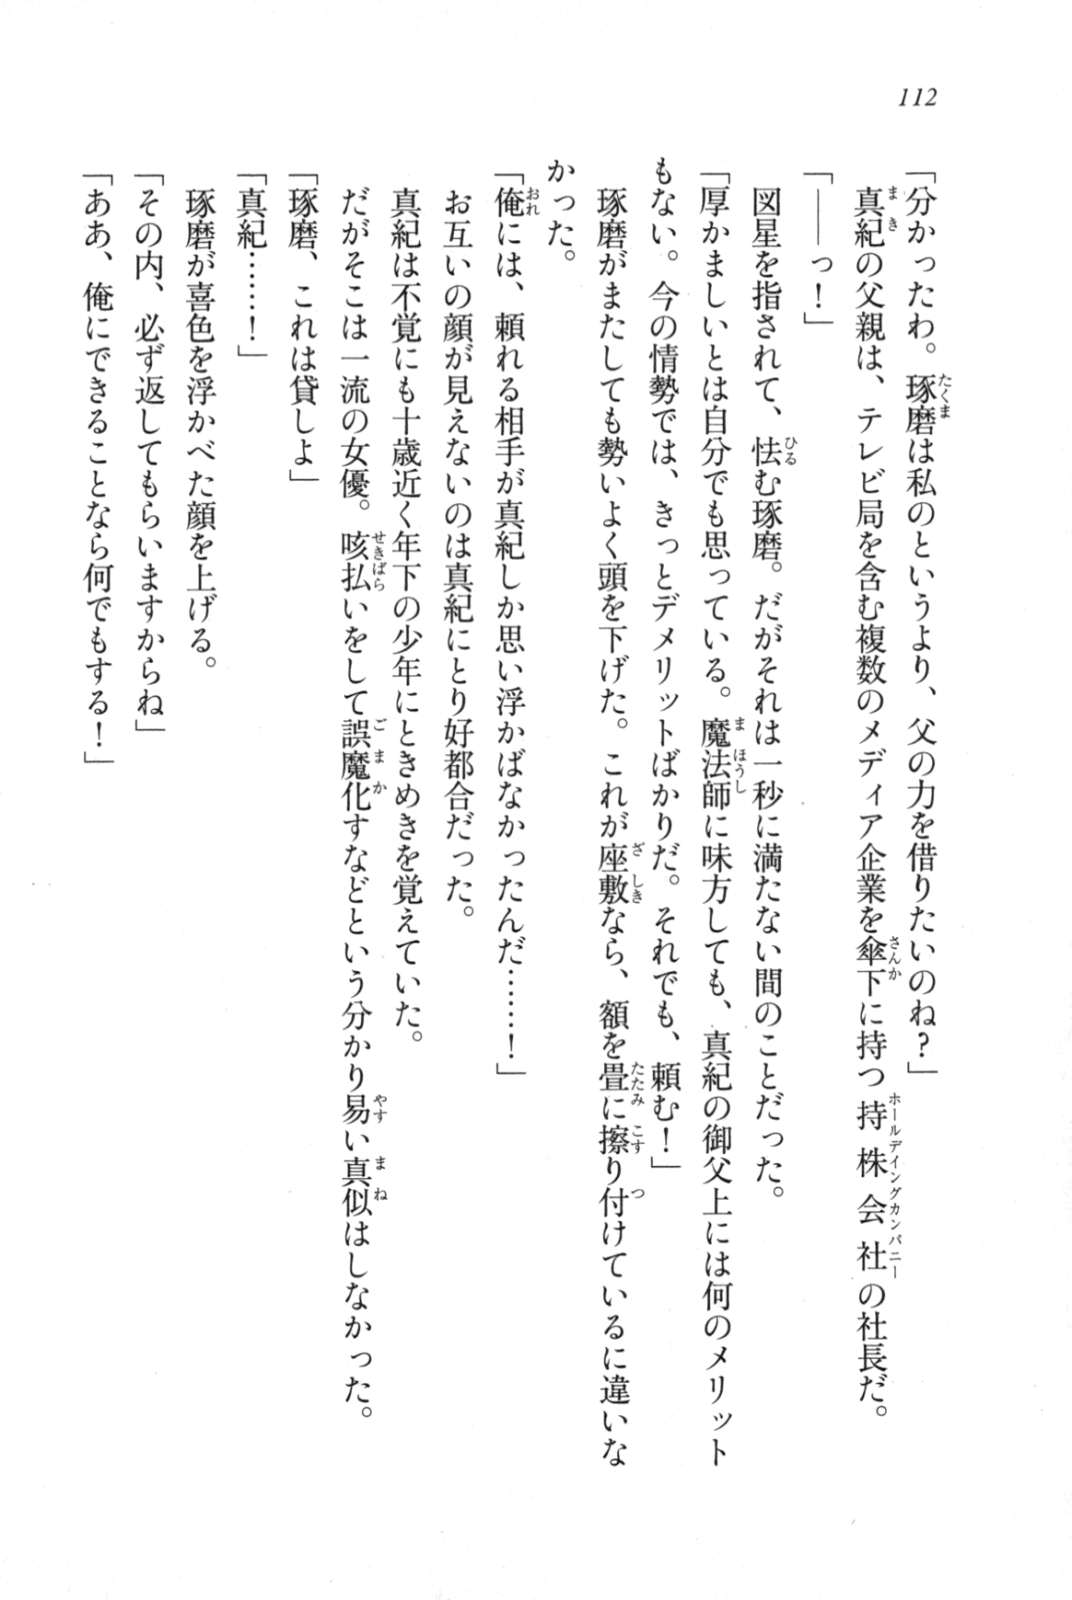 112
「分かったわ。琢磨は私のというより、父の力を借りたいのね?」
真紀の父親は、テレビ局を含む複数のメディア企業を傘下に持つ持株会社の社長だ。
「――っ!」
図星を指されて、怯む琢磨。だがそれは一秒に満たない間のことだった。
「厚かましいとは自分でも思っている。魔法師に味方しても、真紀の御父上には何のメリット
もない。今の情勢では、きっとデメリットばかりだ。それでも、頼む!」
琢磨がまたしても勢いよく頭を下げた。これが座敷なら、額を畳に擦り付けているに違いな
かった。
「俺には、頼れる相手が真紀しか思い浮かばなかったんだ……!」
お互いの顔が見えないのは真紀にとり好都合だった。
真紀は不覚にも十歳近く年下の少年にときめきを覚えていた。
だがそこは一流の女優。咳払いをして誤魔化すなどという分かり易い真似はしなかった。
「琢磨、これは貸しよ」
「真紀……!」
琢磨が喜色を浮かべた顔を上げる。
「その内、必ず返してもらいますからね」
「ああ、俺にできることなら何でもする!」